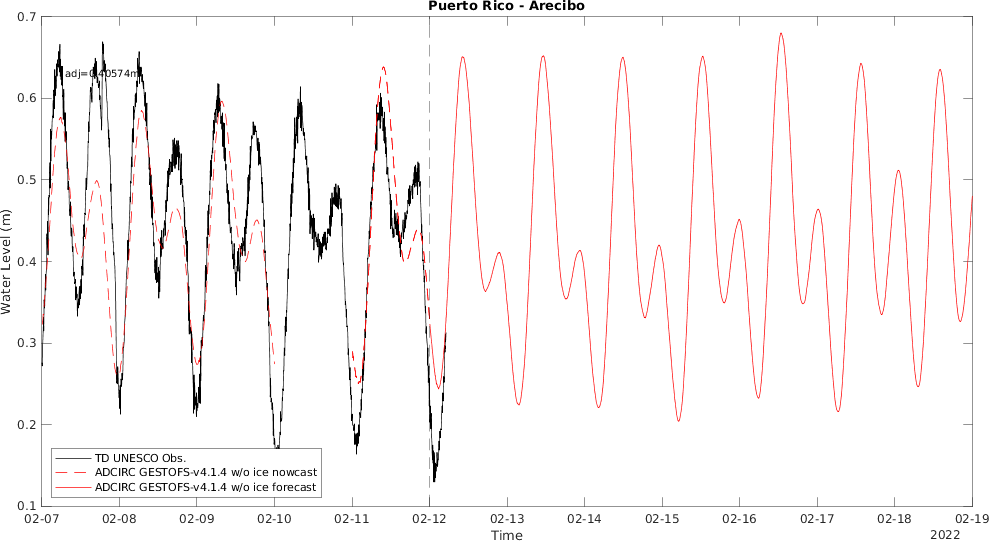 Puerto Rico - Arecibo
0.7
0.6
0.5
0.4
0.3
0.2
0.1
Water Level (m)
adj=0.40574m
TD UNESCO Obs.
ADCIRC GESTOFS-v4.1.4 w/o ice nowcast
ADCIRC GESTOFS-v4.1.4 w/o ice forecast
02-07 02-08 02-09 02-10 02-11 02-12 02-13 02-14 02-15 02-16 02-17 02-18 02-19
Time
2022